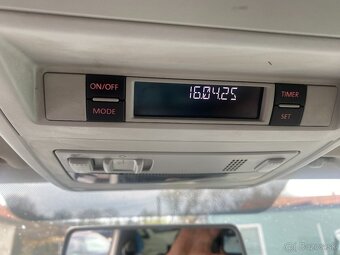 ON/OFF
MODE
16.04.25
TIMER
SET